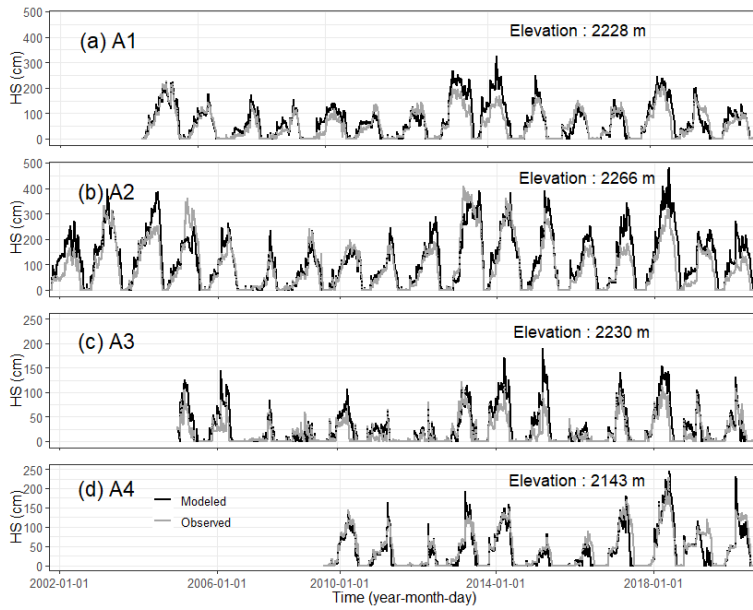 (a) A1
Elevation : 2228 m
HS (cm)
500
400
300
200
100
0
(b) A2
Elevation : 2266 m
HS (cm)
500
400
300
200
100
0
(c) A3
Elevation : 2230 m
HS (cm)
250
200
150
100
50
0
(d) A4
Elevation : 2143 m
HS (cm)
250
200
150
100
50
0
Modeled
Observed
2002-01-01 2006-01-01 2010-01-01 2014-01-01 2018-01-01
Time (year-month-day)